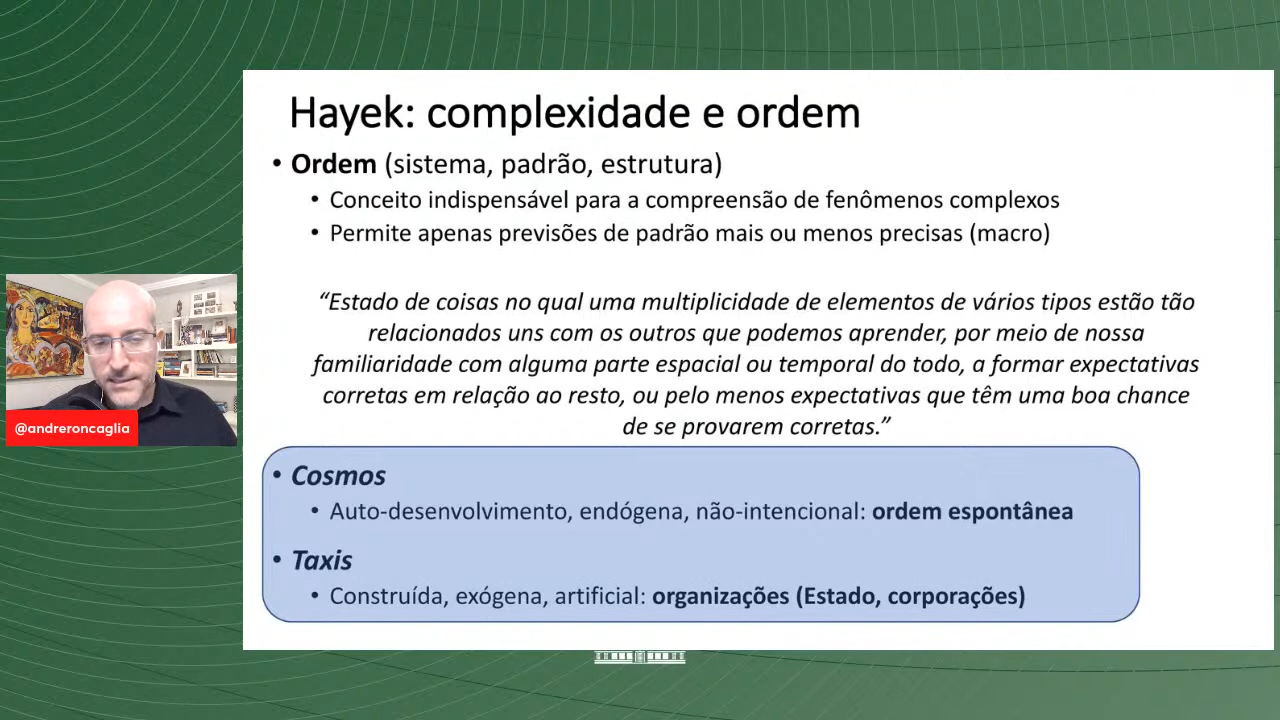 Hayek: complexidade e ordem
• Ordem (sistema, padrão, estrutura)
• Conceito indispensável para a compreensão de fenômenos complexos
• Permite apenas previsões de padrão mais ou menos precisas (macro)
“Estado de coisas no qual uma multiplicidade de elementos de vários tipos estão tão
relacionados uns com os outros que podemos aprender, por meio de nossa
familiaridade com alguma parte espacial ou temporal do todo, a formar expectativas
corretas em relação ao resto, ou pelo menos expectativas que têm uma boa chance
de se provarem corretas.”
• Cosmos
• Auto-desenvolvimento, endógena, não-intencional: ordem espontânea
• Taxis
• Construída, exógena, artificial: organizações (Estado, corporações)
@andreroncaglia